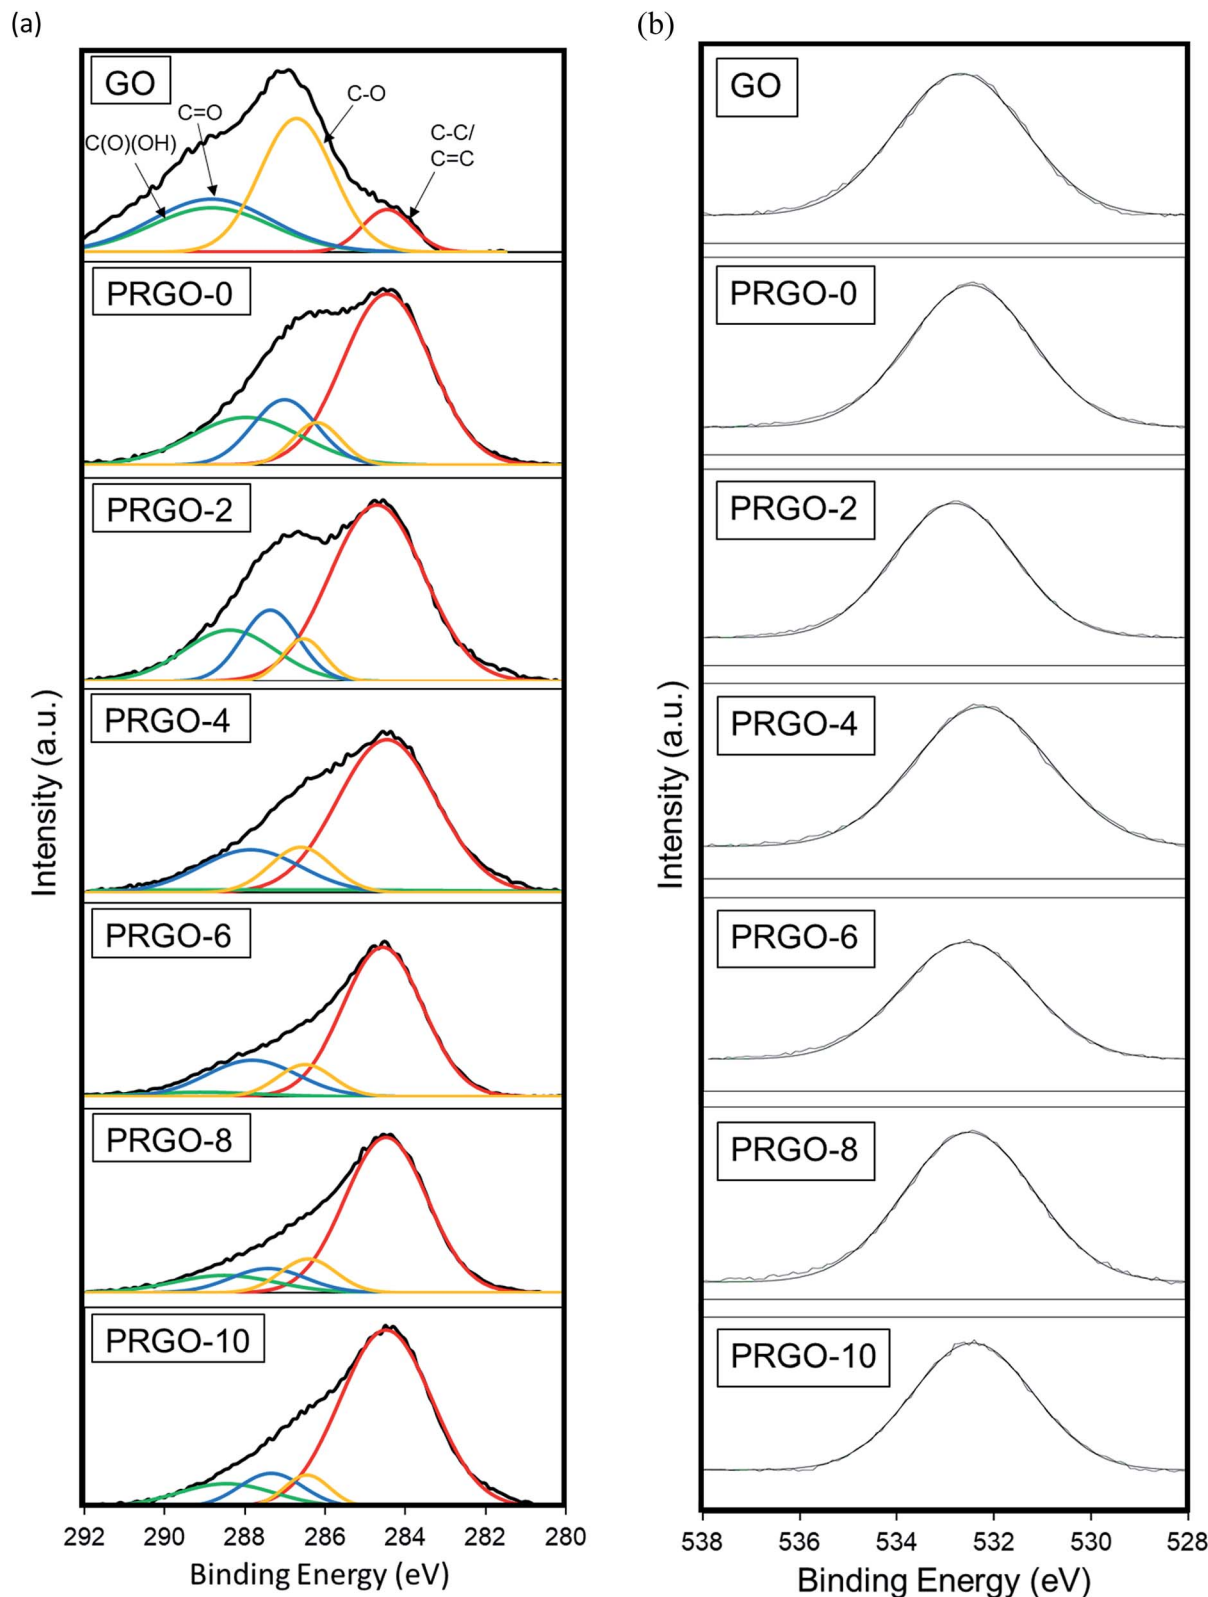 (a)
GO
C-O
C=O
C(O)(OH)
C-C/
C=C
PRGO-0
PRGO-2
PRGO-4
PRGO-6
PRGO-8
PRGO-10
Intensity (a.u.)
292 290 288 286 284 282 280
Binding Energy (eV)
(b)
GO
PRGO-0
PRGO-2
PRGO-4
PRGO-6
PRGO-8
PRGO-10
Intensity (a.u.)
538 536 534 532 530 528
Binding Energy (eV)